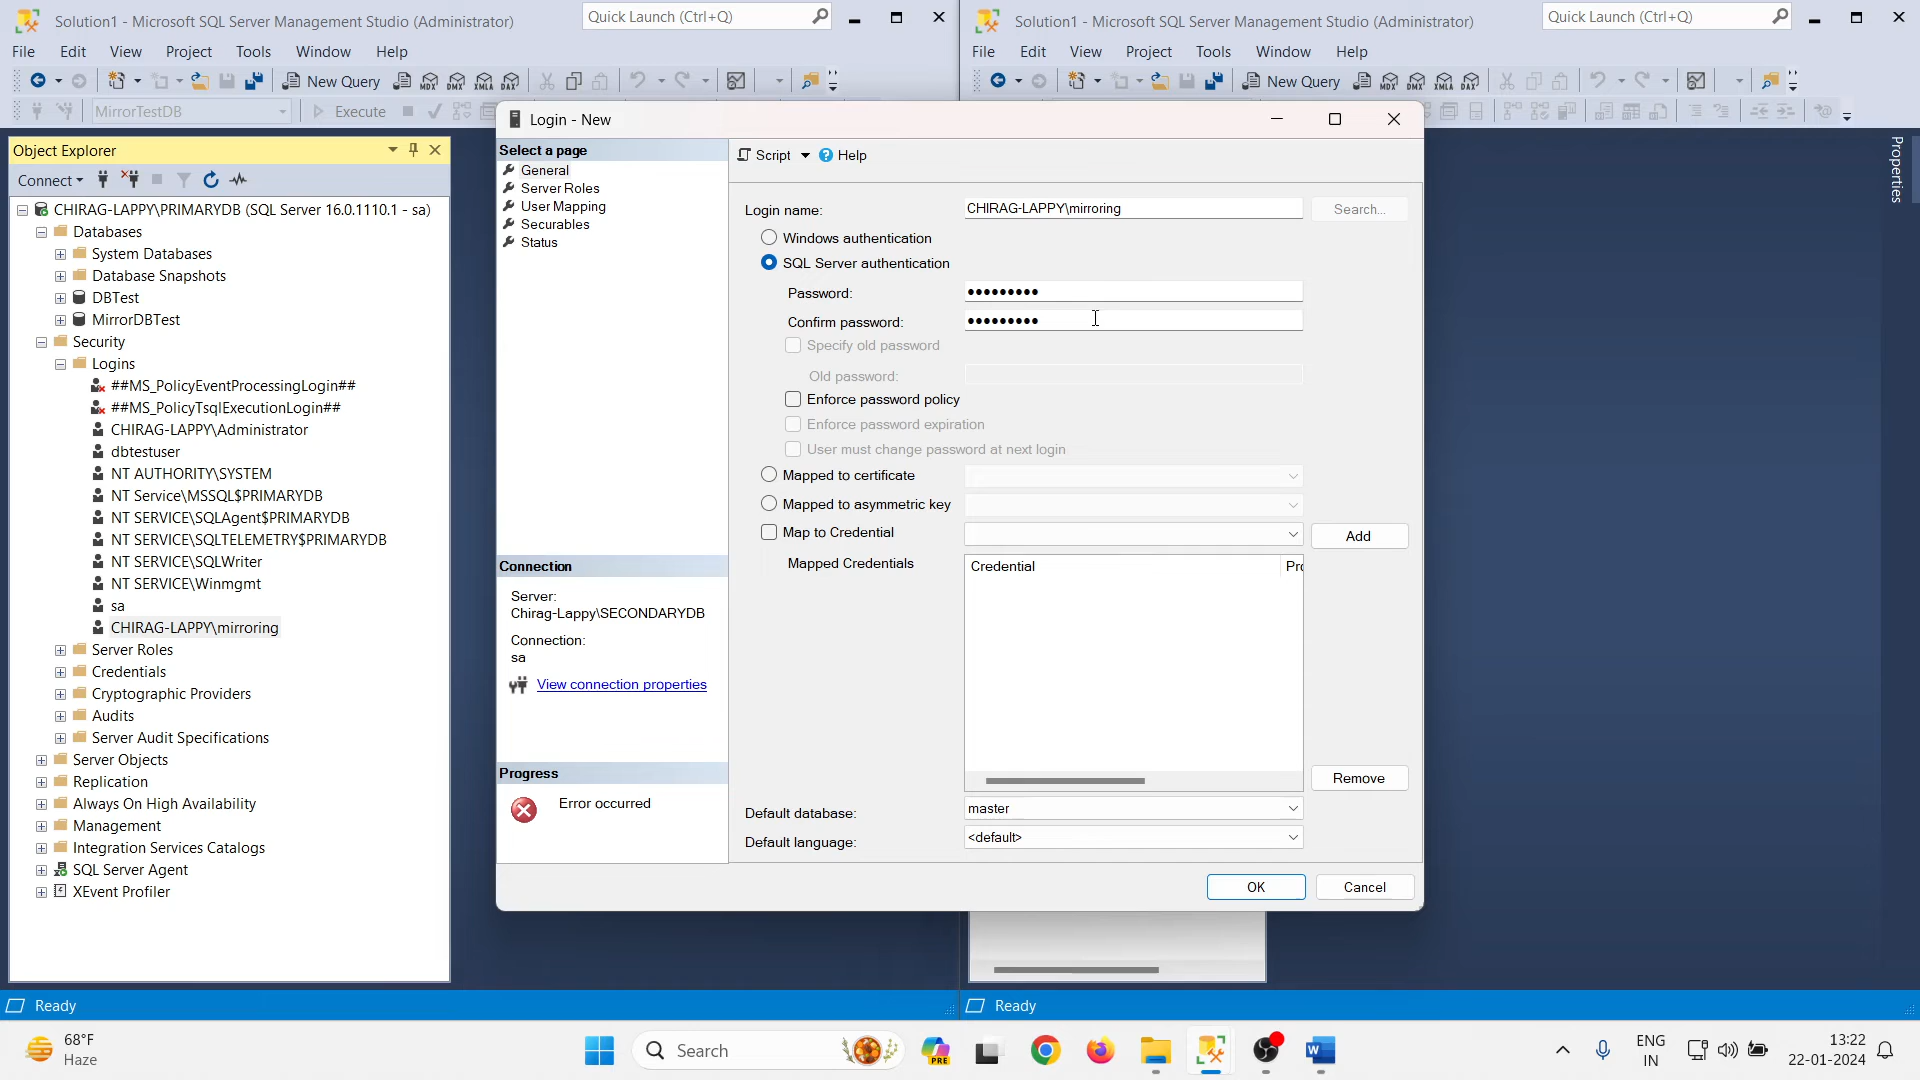 Solution1 - Microsoft SQL Server Management Studio (Administrator)
Quick Launch (Ctrl+Q)
File Edit View Project Tools Window Help
New Query
MirrorTestDB
Execute
Object Explorer
Connect
CHIRAG-LAPPY\PRIMARYDB (SQL Server 16.0.1110.1 - sa)
Databases
System Databases
Database Snapshots
DBTest
MirrorDBTest
Security
Logins
##MS_PolicyEventProcessingLogin##
##MS_PolicyTsqlExecutionLogin##
CHIRAG-LAPPY\Administrator
dbtestuser
NT AUTHORITY\SYSTEM
NT Service\MSSQL$PRIMARYDB
NT SERVICE\SQLAgent$PRIMARYDB
NT SERVICE\SQLTELEMETRY$PRIMARYDB
NT SERVICE\SQLWriter
NT SERVICE\Winmgmt
sa
CHIRAG-LAPPY\mirroring
Server Roles
Credentials
Cryptographic Providers
Audits
Server Audit Specifications
Server Objects
Replication
Always On High Availability
Management
Integration Services Catalogs
SQL Server Agent
XEvent Profiler
Ready
Solution1 - Microsoft SQL Server Management Studio (Administrator)
Quick Launch (Ctrl+Q)
File Edit View Project Tools Window Help
New Query
Properties
Ready
Login - New
Select a page
General
Server Roles
User Mapping
Securables
Status
Connection
Server:
Chirag-Lappy\SECONDARYDB
Connection:
sa
View connection properties
Progress
Error occurred
Script Help
Login name: CHIRAG-LAPPY\mirroring Search...
Windows authentication
SQL Server authentication
Password: •••••••••
Confirm password: •••••••••
Specify old password
Old password:
Enforce password policy
Enforce password expiration
User must change password at next login
Mapped to certificate
Mapped to asymmetric key
Map to Credential Add
Mapped Credentials Credential Pro
Remove
Default database: master
Default language: <default>
OK Cancel
68°F
Haze
Search
PRE
ENG
IN
13:22
22-01-2024